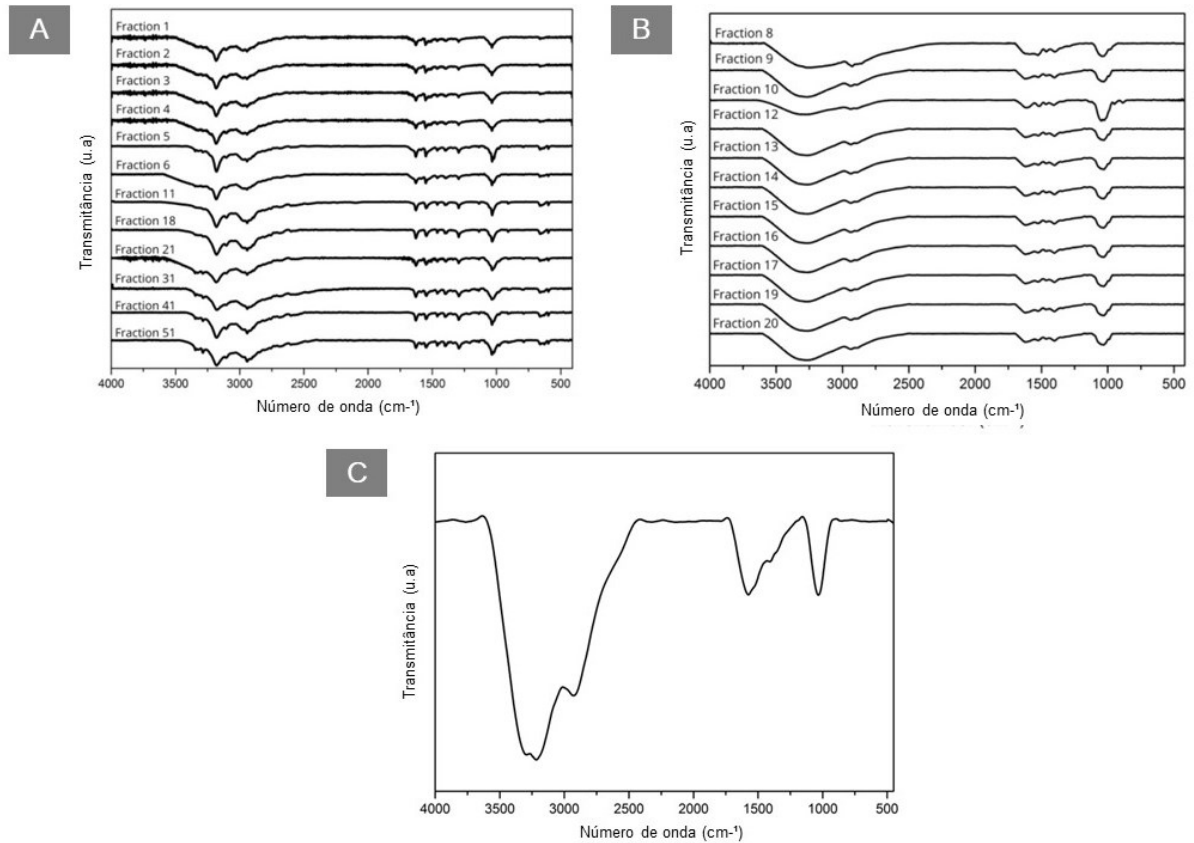 A
Fraction 1
Fraction 2
Fraction 3
Fraction 4
Fraction 5
Fraction 6
Fraction 11
Fraction 18
Fraction 21
Fraction 31
Fraction 41
Fraction 51
Transmitância (u.a)
4000 3500 3000 2500 2000 1500 1000 500
Número de onda (cm-¹)
B
Fraction 8
Fraction 9
Fraction 10
Fraction 12
Fraction 13
Fraction 14
Fraction 15
Fraction 16
Fraction 17
Fraction 19
Fraction 20
Transmitância (u.a)
4000 3500 3000 2500 2000 1500 1000 500
Número de onda (cm-¹)
C
Transmitância (u.a)
4000 3500 3000 2500 2000 1500 1000 500
Número de onda (cm-¹)